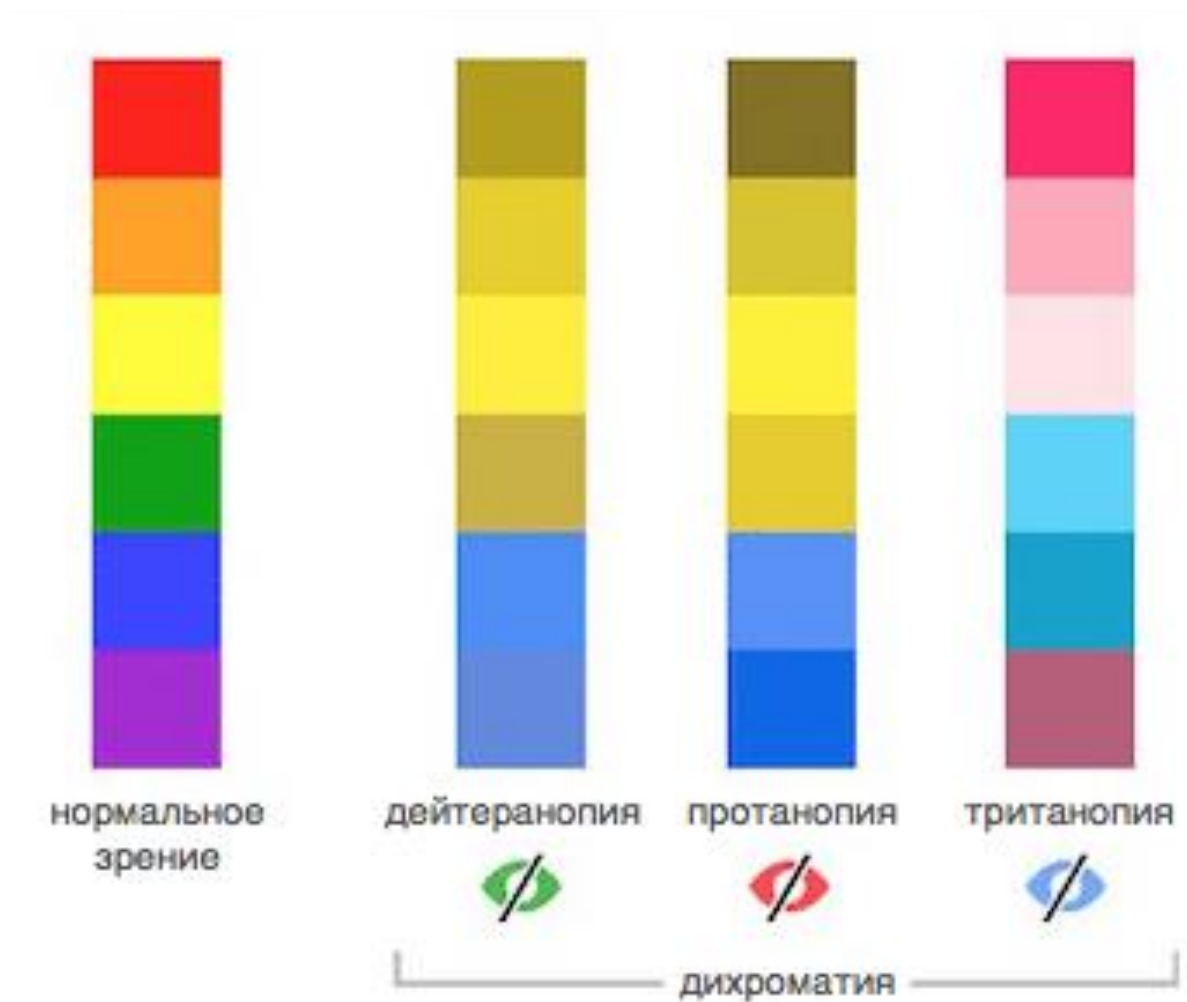 нормальное
зрение
дейтеранопия
протанопия
тританопия
дихроматия